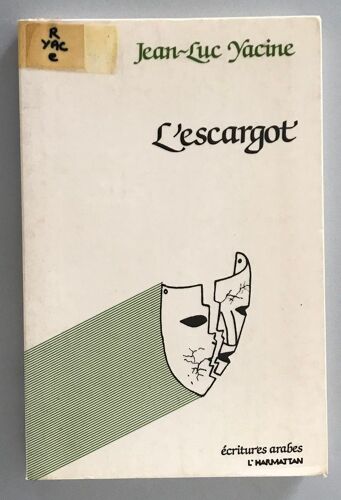 R
YAC
e
Jean-Luc Yacine
L'escargot
écritures arabes
L'HARMATTAN